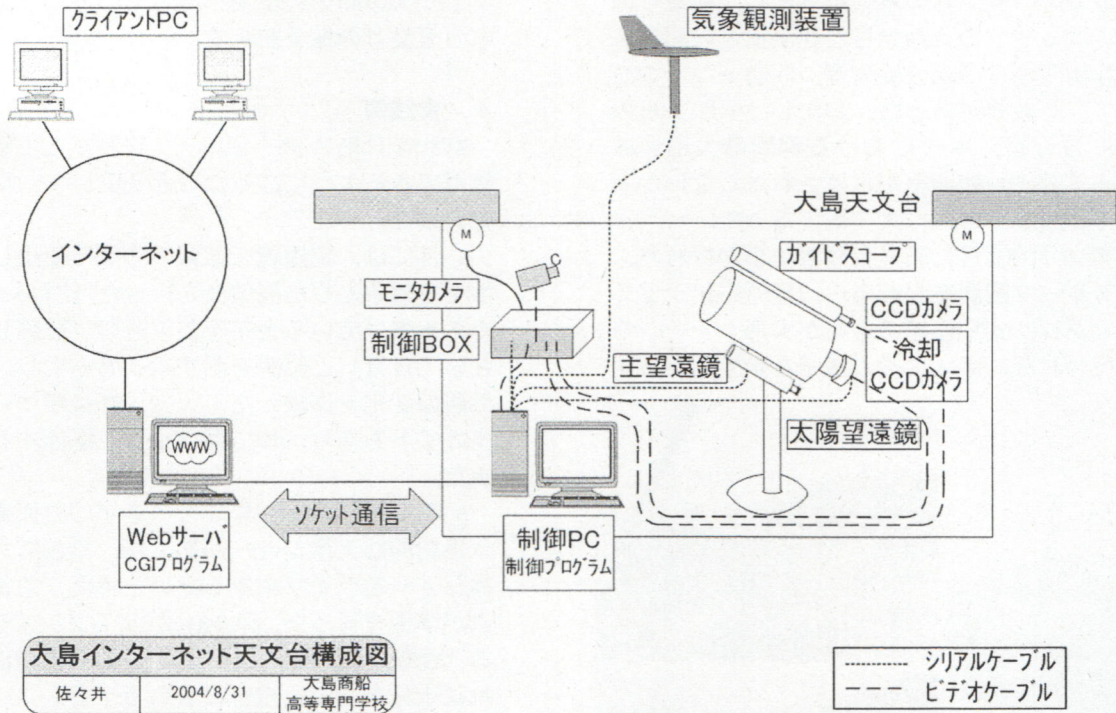 クライアントPC
気象観測装置
大島天文台
M
M
インターネット
ガイドスコープ
モニタカメラ
CCDカメラ
制御BOX
冷却
主望遠鏡
CCDカメラ
太陽望遠鏡
WWW
ソケット通信
Webサーバ
CGIプログラム
制御PC
制御プログラム
大島インターネット天文台構成図
佐々井
2004/8/31
大島商船
高等専門学校
シリアルケーブル
ビデオケーブル